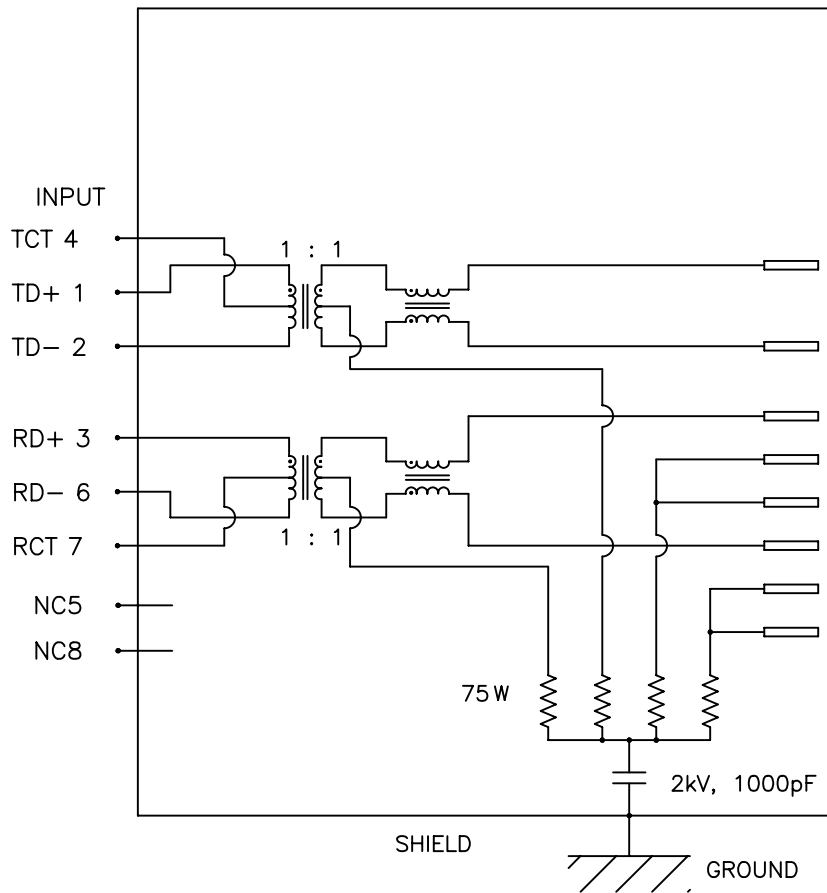 INPUT
TCT 4
1 : 1
TD+ 1
TD- 2
RD+ 3
RD- 6
1 : 1
RCT 7
NC5
NC8
75W
2kV, 1000pF
SHIELD
GROUND